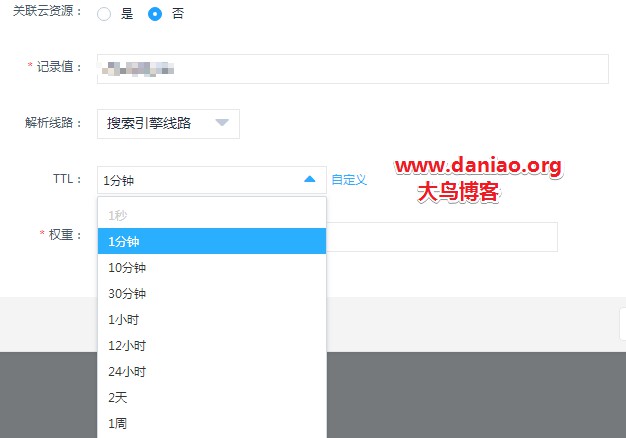 关联云资源： 是 否
* 记录值：
解析线路： 搜索引擎线路
www.daniao.org
TTL： 1分钟 自定义
大鸟博客
1秒
* 权重：
1分钟
10分钟
30分钟
1小时
12小时
24小时
2天
1周